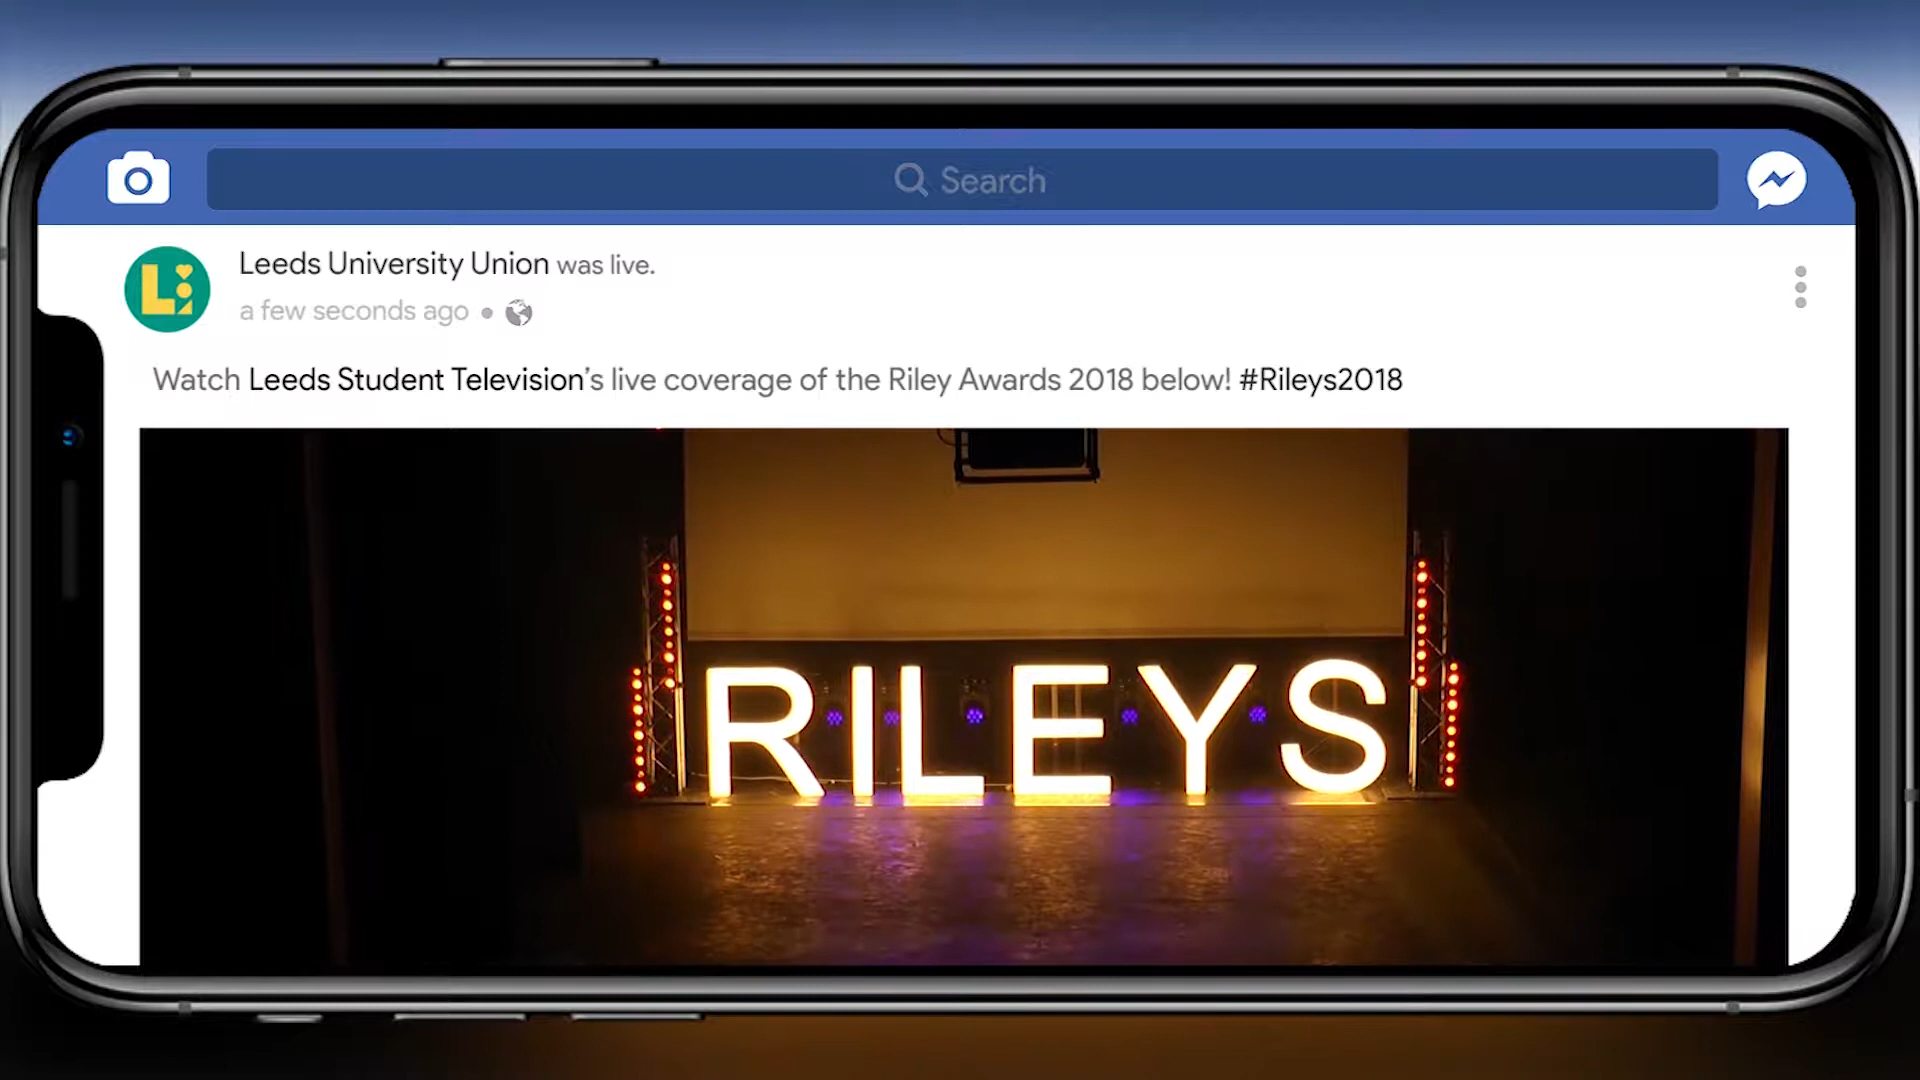 Search
Leeds University Union was live.
a few seconds ago
Watch Leeds Student Television's live coverage of the Riley Awards 2018 below! #Rileys2018
RILEYS